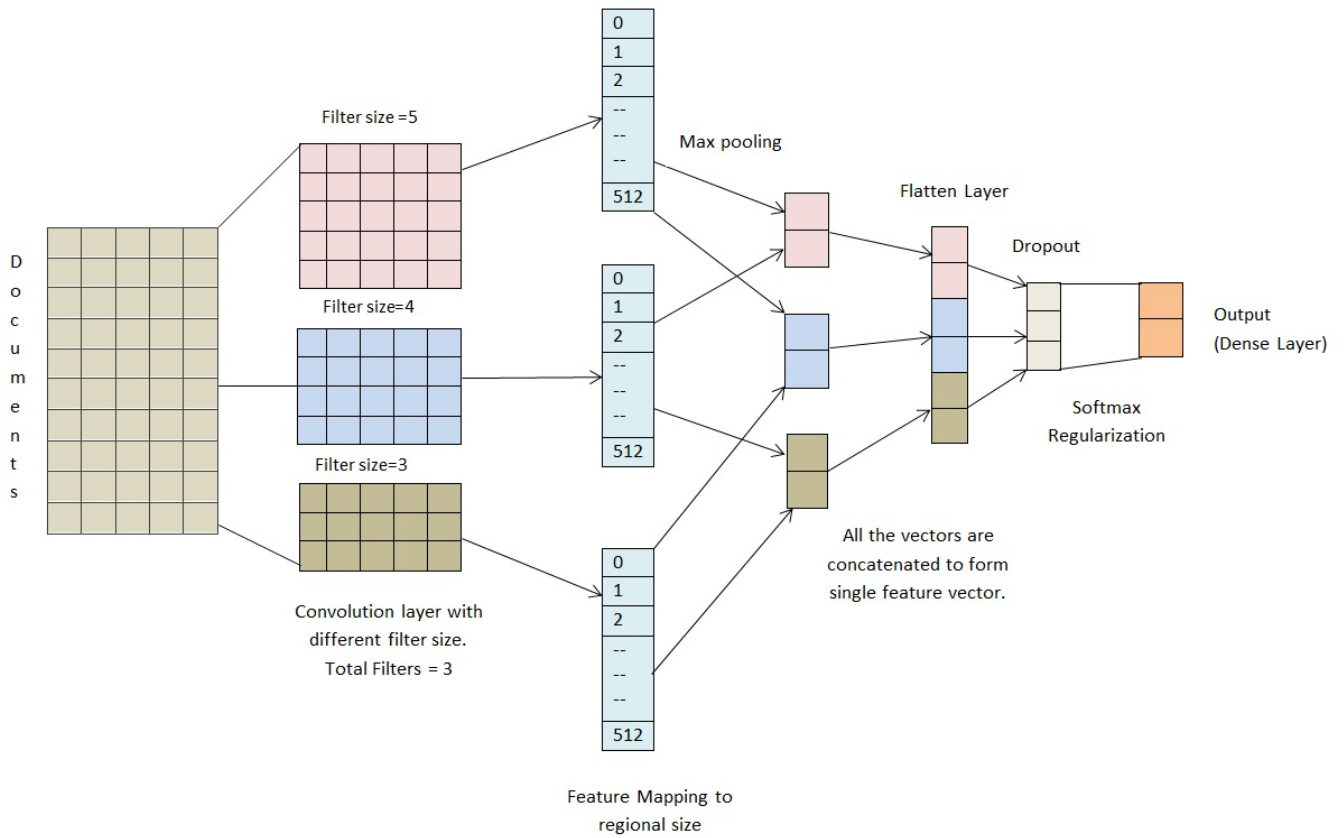 Documents
Filter size =5
Filter size=4
Filter size=3
Convolution layer with
different filter size.
Total Filters = 3
0
1
2
--
--
--
512
0
1
2
--
--
--
512
0
1
2
--
--
--
512
Feature Mapping to
regional size
Max pooling
All the vectors are
concatenated to form
single feature vector.
Flatten Layer
Dropout
Softmax
Regularization
Output
(Dense Layer)